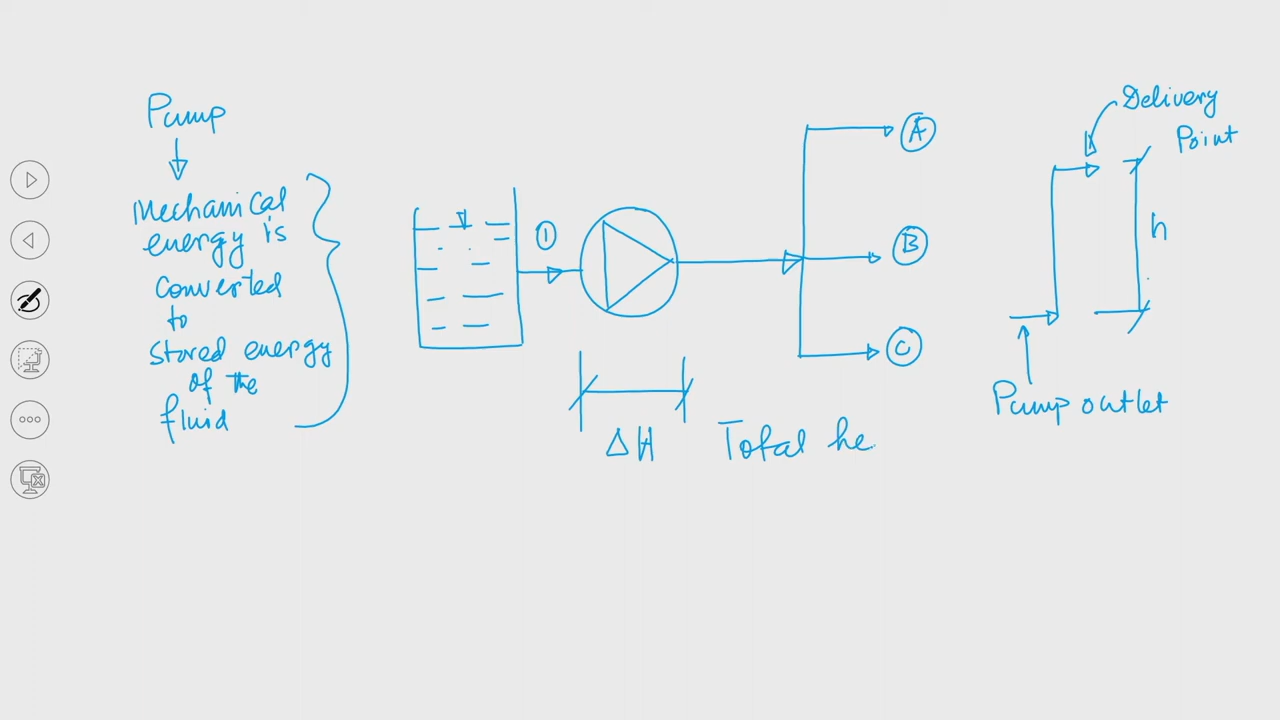 Pump
Mechanical
energy is
converted
to
stored energy
of the
fluid
1
A
B
C
ΔH
Total he
Delivery
Point
h
Pump outlet